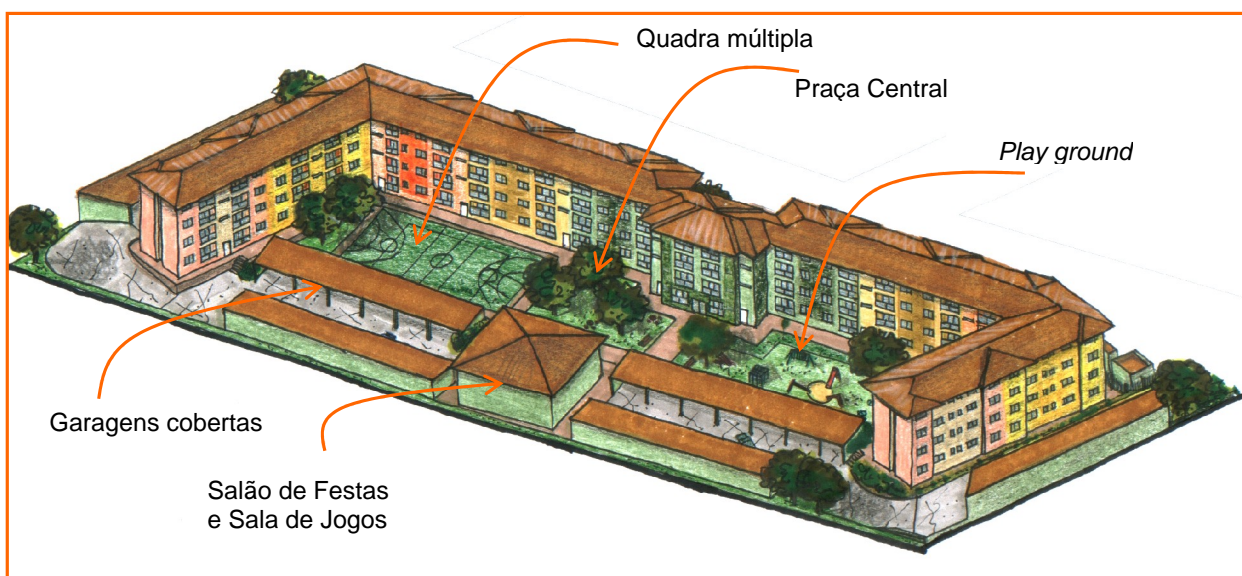 Quadra múltipla
Praça Central
Play ground
Garagens cobertas
Salão de Festas
e Sala de Jogos